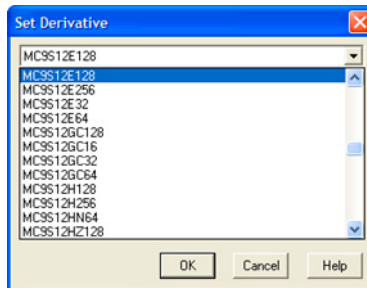 Set Derivative
MC9S12E128
MC9S12E128
MC9S12E256
MC9S12E32
MC9S12E64
MC9S12GC128
MC9S12GC16
MC9S12GC32
MC9S12GC64
MC9S12H128
MC9S12H256
MC9S12HN64
MC9S12HZ128
OK Cancel Help